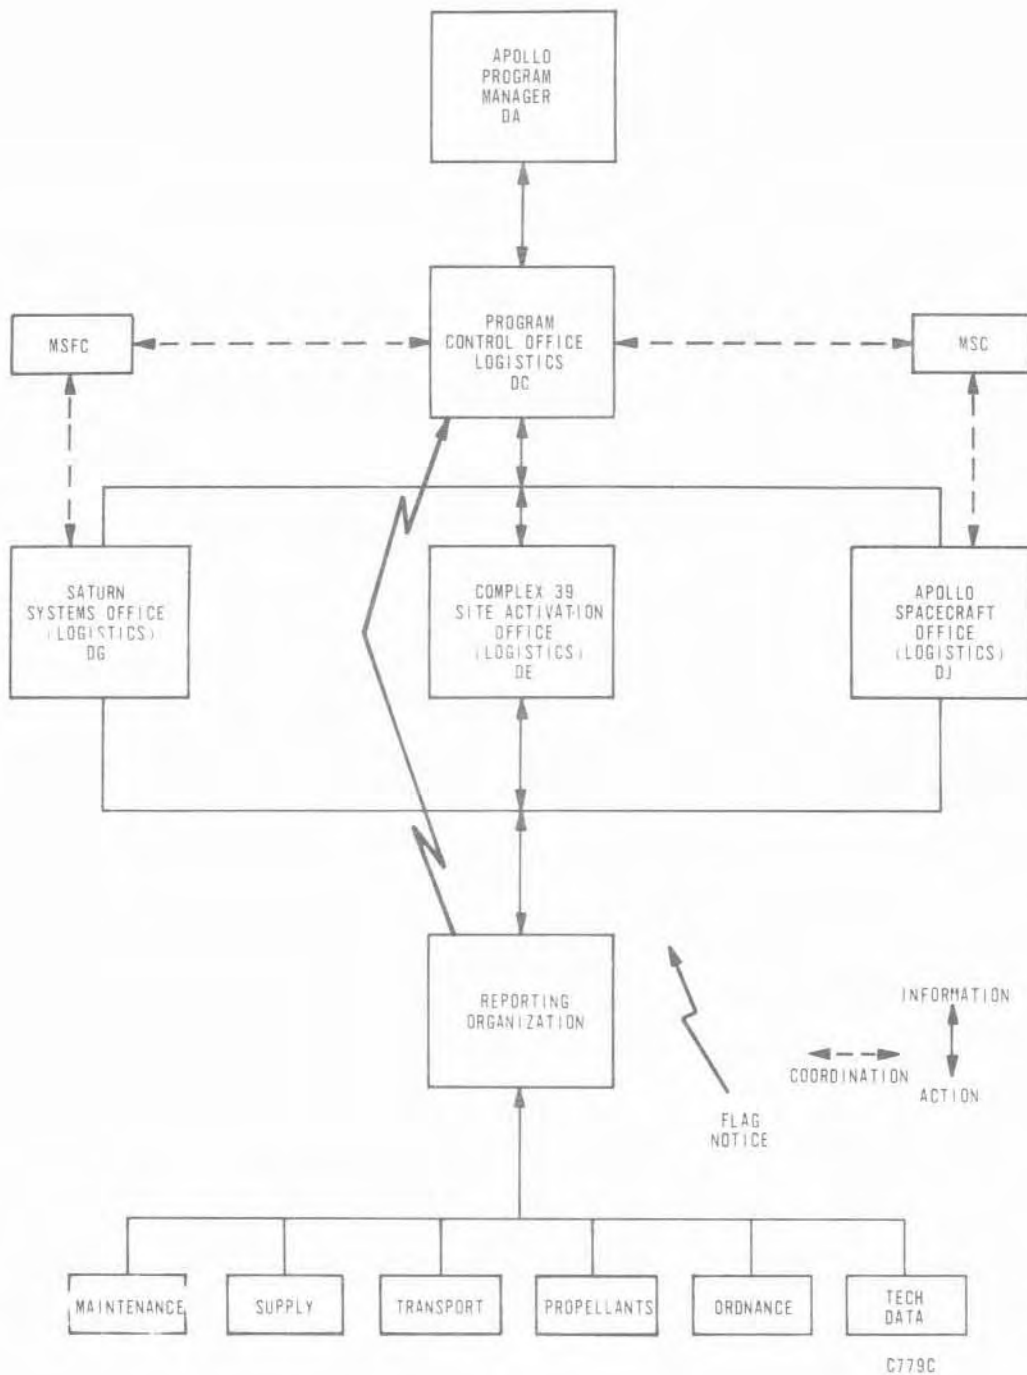 APOLLO
PROGRAM
MANAGER
DA
PROGRAM
CONTROL OFFICE
LOGISTICS
DC
MSFC
MSC
SATURN
SYSTEMS OFFICE
(LOGISTICS)
DG
COMPLEX 39
SITE ACTIVATION
OFFICE
(LOGISTICS)
DE
APOLLO
SPACECRAFT
OFFICE
(LOGISTICS)
DJ
REPORTING
ORGANIZATION
INFORMATION
COORDINATION
ACTION
FLAG
NOTICE
MAINTENANCE
SUPPLY
TRANSPORT
PROPELLANTS
ORDNANCE
TECH
DATA
C779C